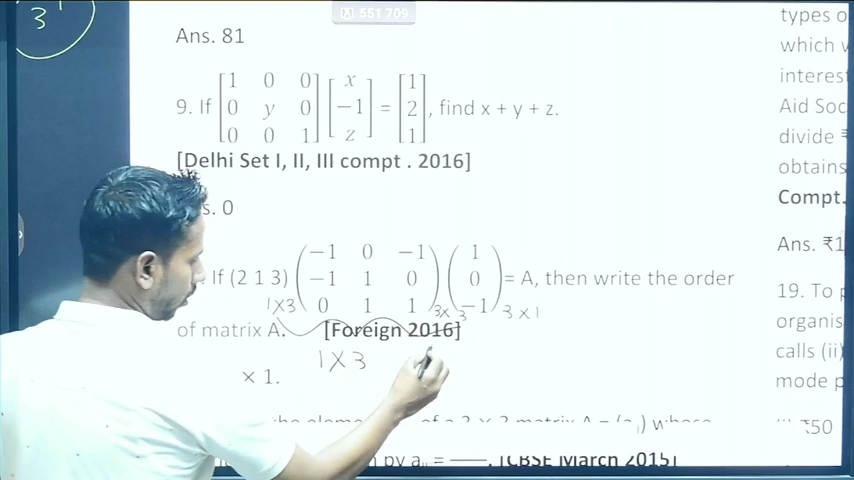 3
551 709
Ans. 81
9. If [1 0 0 0 y 0 0 0 1] [x −1 z] = [1 2 1], find x + y + z.
[Delhi Set I, II, III compt . 2016]
s. 0
. If (2 1 3) (−1 0 −1 −1 1 0 0 1 1) (1 0 −1) = A, then write the order
1×3 3×3 3×1
of matrix A. [Foreign 2016]
1×3
× 1.
whose
[CBSE March 2015]
types o
which
interest
Aid Soc
divide ₹
obtains
Compt.
Ans. ₹1
19. To
organis
calls (ii)
mode p
₹50